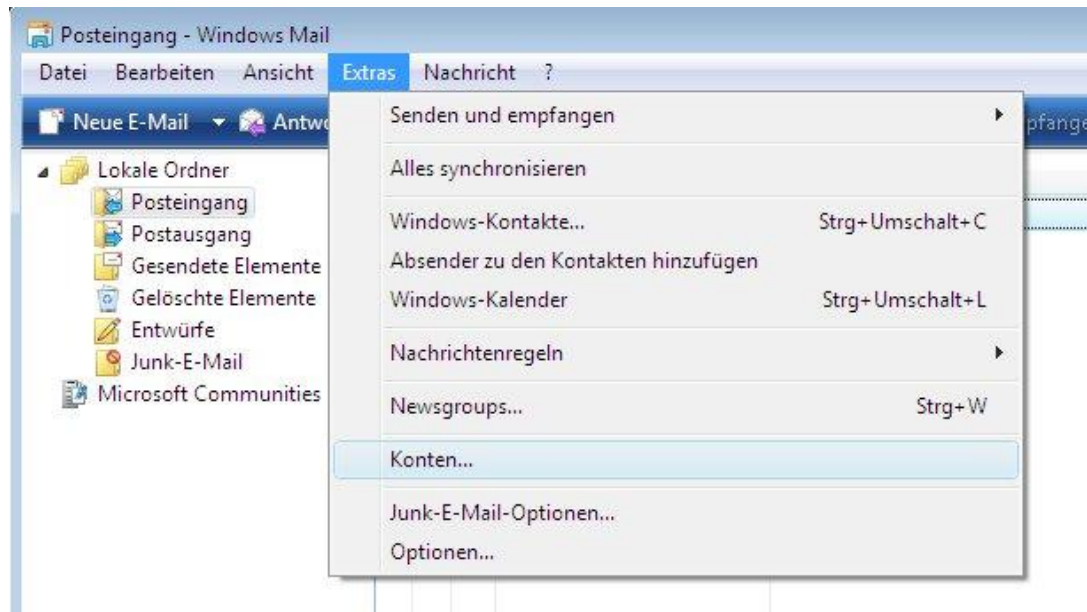 Posteingang - Windows Mail
Datei Bearbeiten Ansicht Extras Nachricht ?
Neue E-Mail
Lokale Ordner
Posteingang
Postausgang
Gesendete Elemente
Gelöschte Elemente
Entwürfe
Junk-E-Mail
Microsoft Communities
Senden und empfangen
Alles synchronisieren
Windows-Kontakte... Strg+Umschalt+C
Absender zu den Kontakten hinzufügen
Windows-Kalender Strg+Umschalt+L
Nachrichtenregeln
Newsgroups... Strg+W
Konten...
Junk-E-Mail-Optionen...
Optionen...